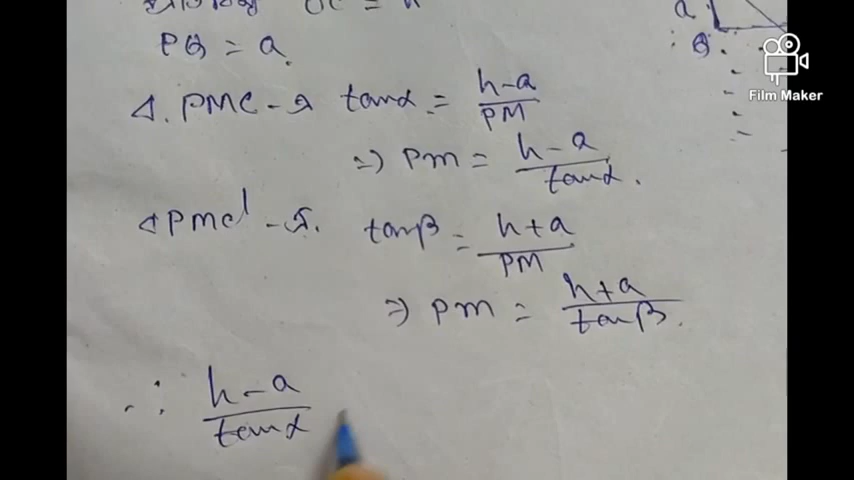 PQ = a.
a
Q.
Film Maker
Δ. PMC - এ tanα = h-a / PM
=> PM = h-a / tanα.
ΔPMC' - এ. tanβ = h+a / PM
=> PM = h+a / tanβ.
∴ h-a / tanα